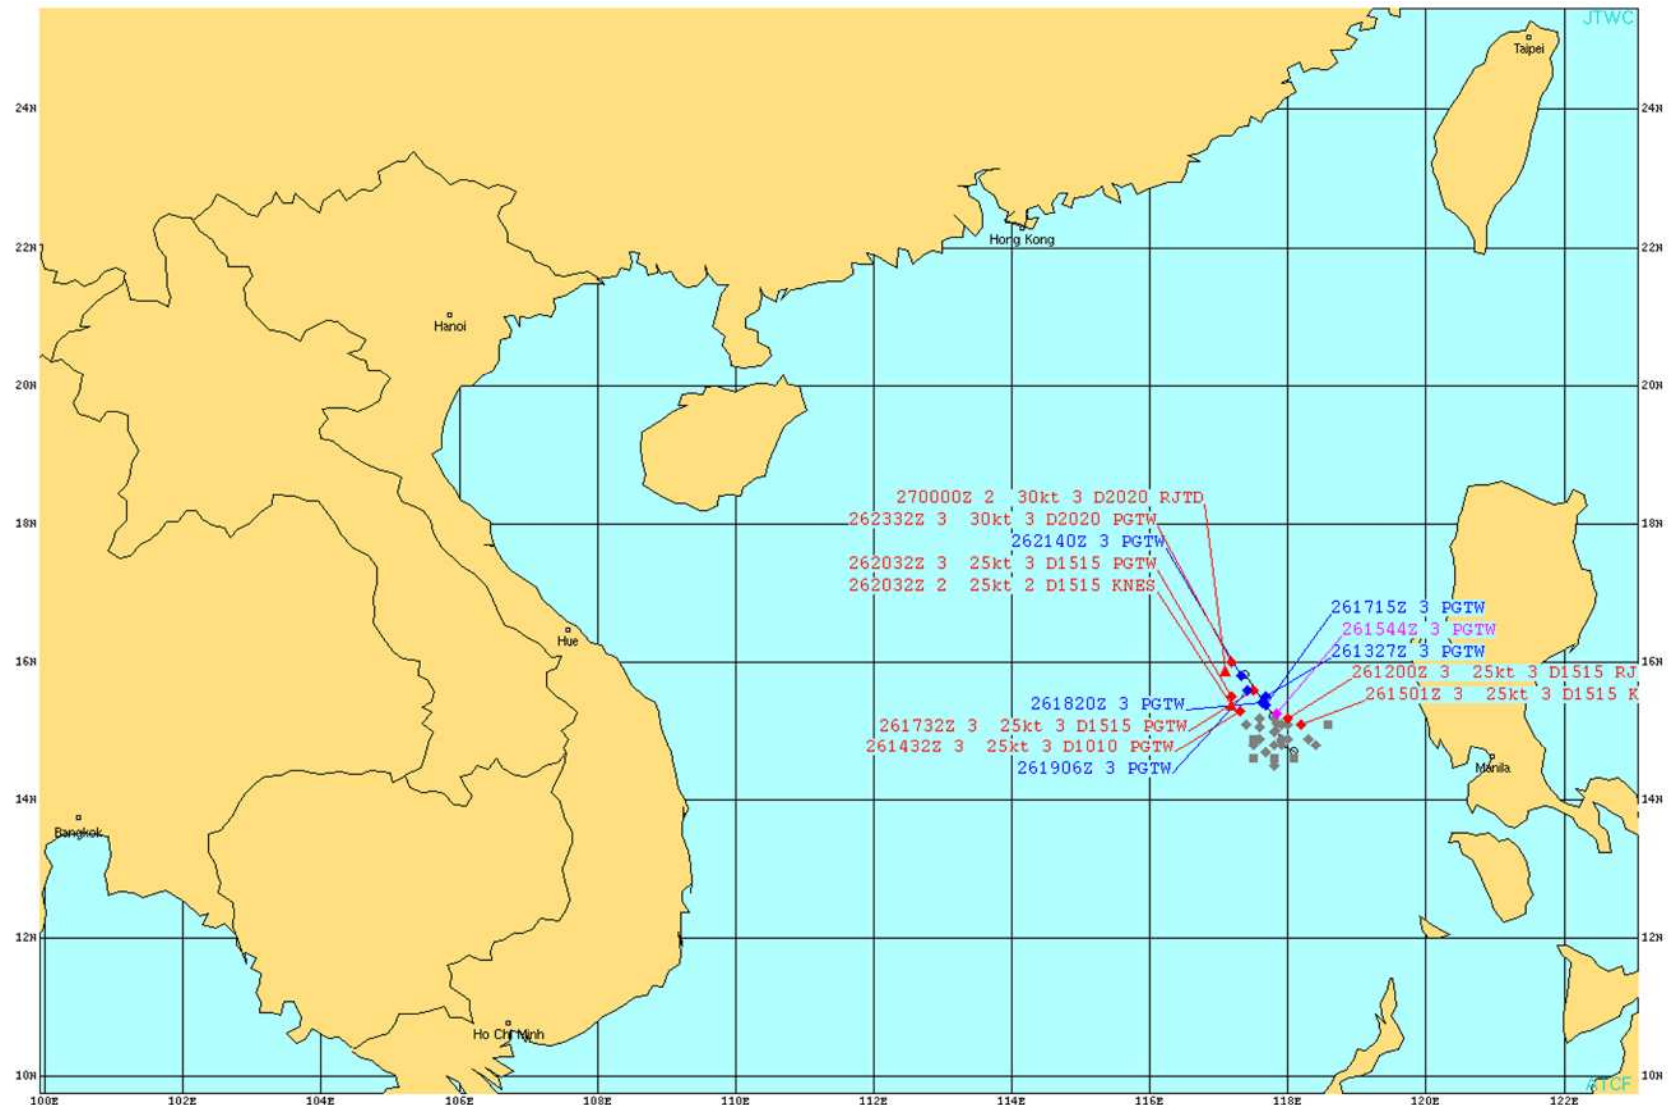 JTWC
Taipei
24N
24N
Hong Kong
22N
22N
Hanoi
20N
20N
270000Z 2 30kt 3 D2020 RJTD
262332Z 3 30kt 3 D2020 PGTW
18N
18N
262140Z 3 PGTW
262032Z 3 25kt 3 D1515 PGTW
262032Z 2 25kt 2 D1515 KNES
261715Z 3 PGTW
261544Z 3 PGTW
Hue
261327Z 3 PGTW
16N
16N
261200Z 3 25kt 3 D1515 RJ
261501Z 3 25kt 3 D1515 K
261820Z 3 PGTW
261732Z 3 25kt 3 D1515 PGTW
261432Z 3 25kt 3 D1010 PGTW
261906Z 3 PGTW
Manila
14N
14N
Bangkok
12N
12N
Ho Chi Minh
10N
10N
ATCF
100E 102E 104E 106E 108E 110E 112E 114E 116E 118E 120E 122E